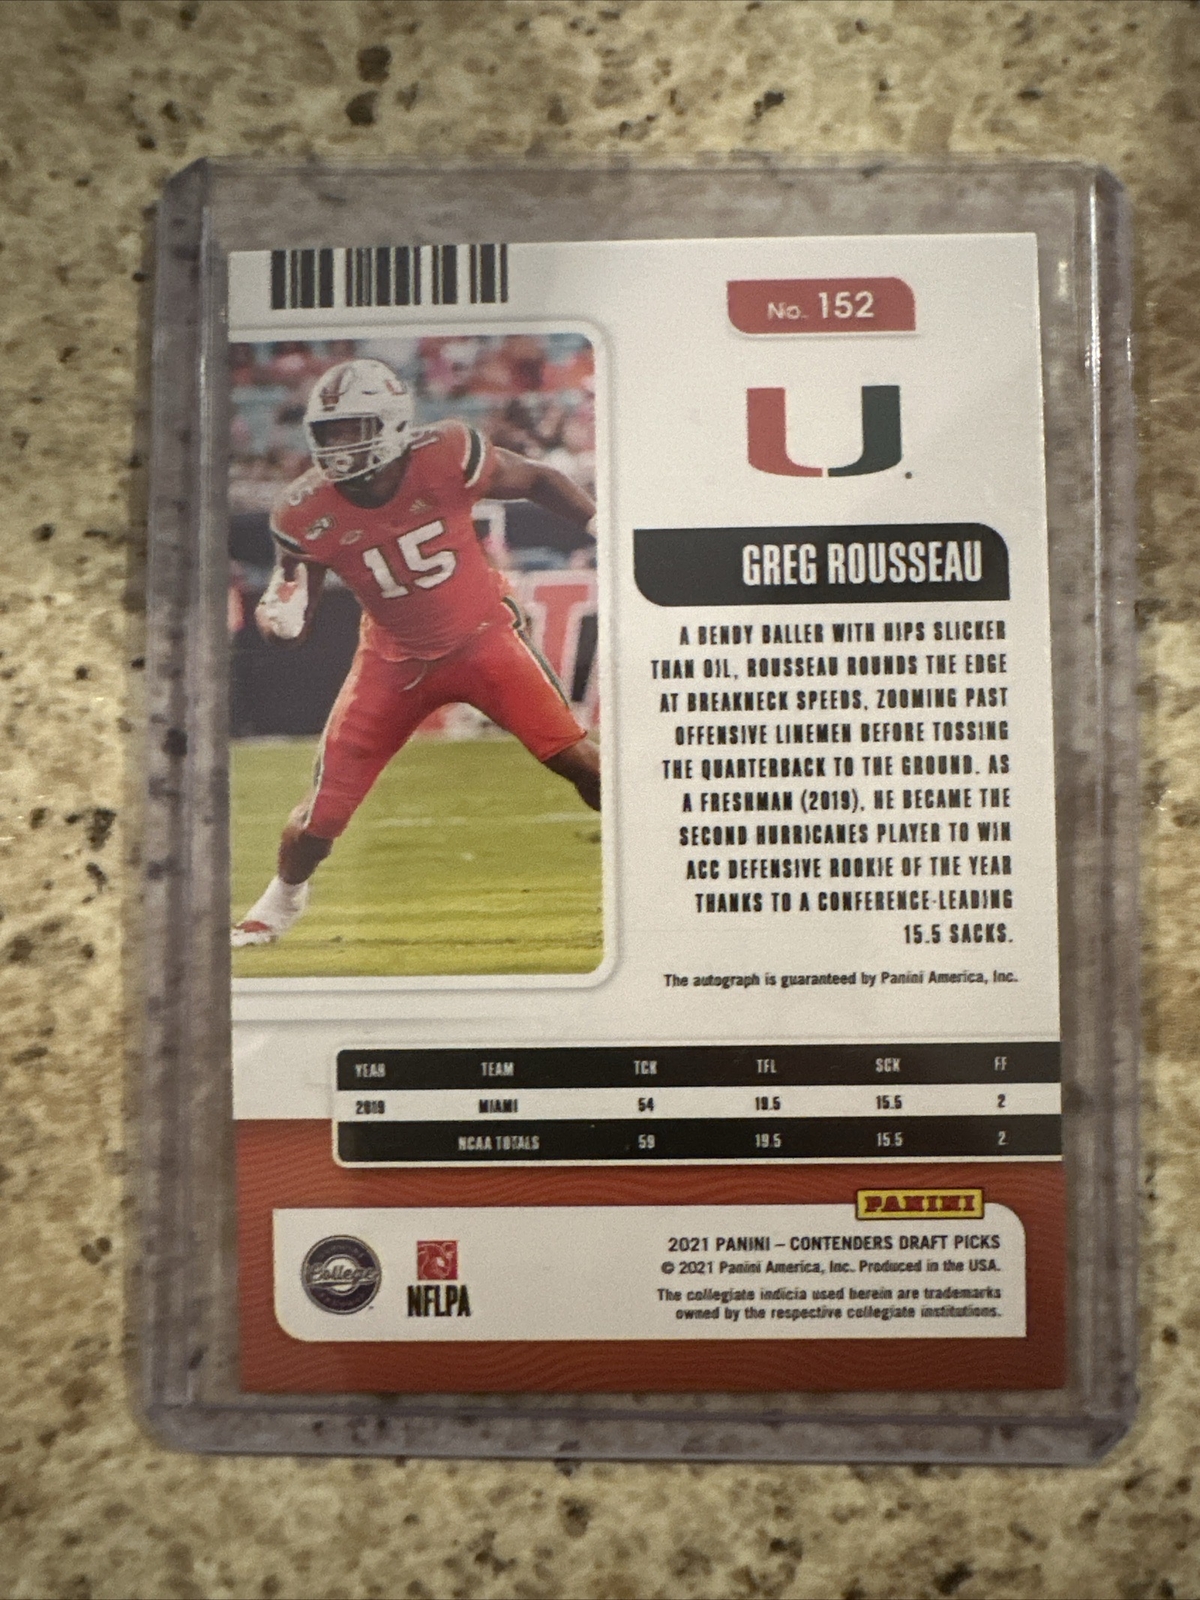 No. 152
U
GREG ROUSSEAU
A BENDY BALLER WITH HIPS SLICKER
THAN OIL, ROUSSEAU ROUNDS THE EDGE
AT BREAKNECK SPEEDS, ZOOMING PAST
OFFENSIVE LINEMEN BEFORE TOSSING
THE QUARTERBACK TO THE GROUND. AS
A FRESHMAN (2019), HE BECAME THE
SECOND HURRICANES PLAYER TO WIN
ACC DEFENSIVE ROOKIE OF THE YEAR
THANKS TO A CONFERENCE-LEADING
15.5 SACKS.
The autograph is guaranteed by Panini America, Inc.
15
15
15
YEAR TEAM TCK TFL SCK FF
2019 MIAMI 54 19.5 15.5 2
NCAA TOTALS 59 19.5 15.5 2
PANINI
2021 PANINI – CONTENDERS DRAFT PICKS
© 2021 Panini America, Inc. Produced in the USA.
The collegiate indicia used herein are trademarks
owned by the respective collegiate institutions.
College
NFLPA